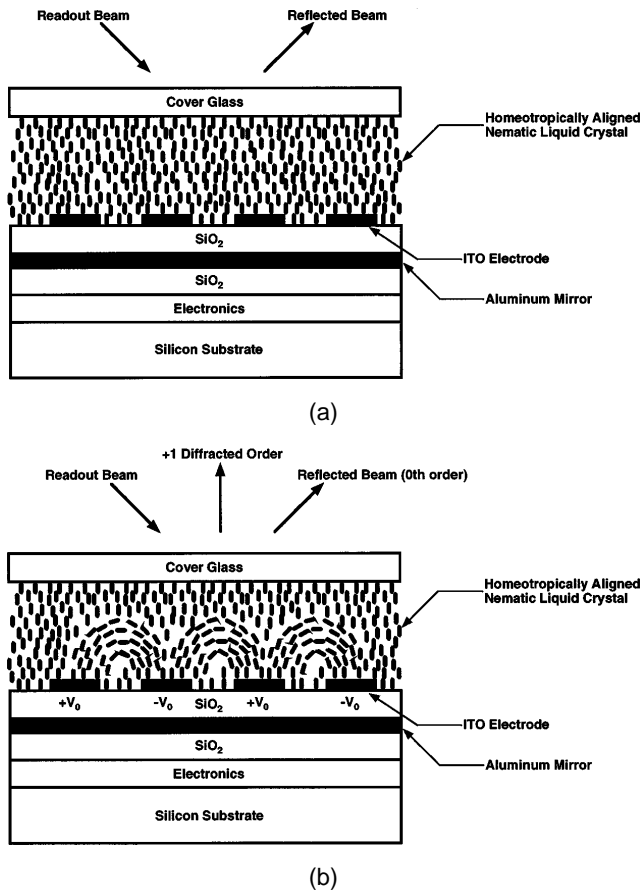 Readout Beam
Reflected Beam
Cover Glass
Homeotropically Aligned
Nematic Liquid Crystal
SiO₂
ITO Electrode
SiO₂
Aluminum Mirror
Electronics
Silicon Substrate
(a)
+1 Diffracted Order
Readout Beam
Reflected Beam (0th order)
Cover Glass
Homeotropically Aligned
Nematic Liquid Crystal
+V₀ -V₀ SiO₂ +V₀ -V₀
ITO Electrode
SiO₂
Aluminum Mirror
Electronics
Silicon Substrate
(b)